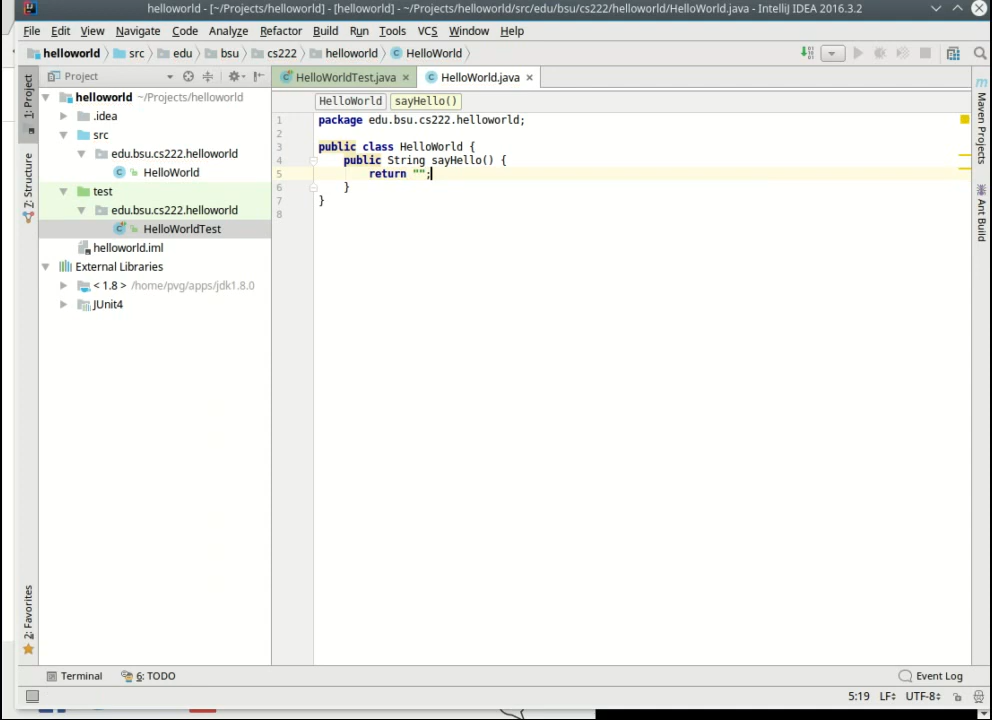 helloworld - [~/Projects/helloworld] - [helloworld] - ~/Projects/helloworld/src/edu/bsu/cs222/helloworld/HelloWorld.java - IntelliJ IDEA 2016.3.2
File Edit View Navigate Code Analyze Refactor Build Run Tools VCS Window Help
helloworld src edu bsu cs222 helloworld HelloWorld
Project
HelloWorldTest.java HelloWorld.java
HelloWorld sayHello()
1: Project
Z: Structure
2: Favorites
helloworld ~/Projects/helloworld
.idea
src
edu.bsu.cs222.helloworld
HelloWorld
test
edu.bsu.cs222.helloworld
HelloWorldTest
helloworld.iml
External Libraries
< 1.8 > /home/pvg/apps/jdk1.8.0
JUnit4
1 package edu.bsu.cs222.helloworld;
2
3 public class HelloWorld {
4 public String sayHello() {
5 return "";
6 }
7 }
8
Maven Projects
Ant Build
Terminal 6: TODO Event Log
5:19 LF UTF-8